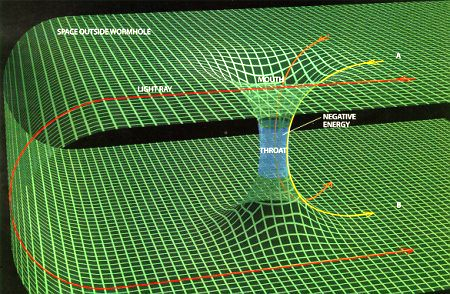 SPACE OUTSIDE WORMHOLE
A
MOUTH
LIGHT RAY
NEGATIVE
ENERGY
THROAT
B